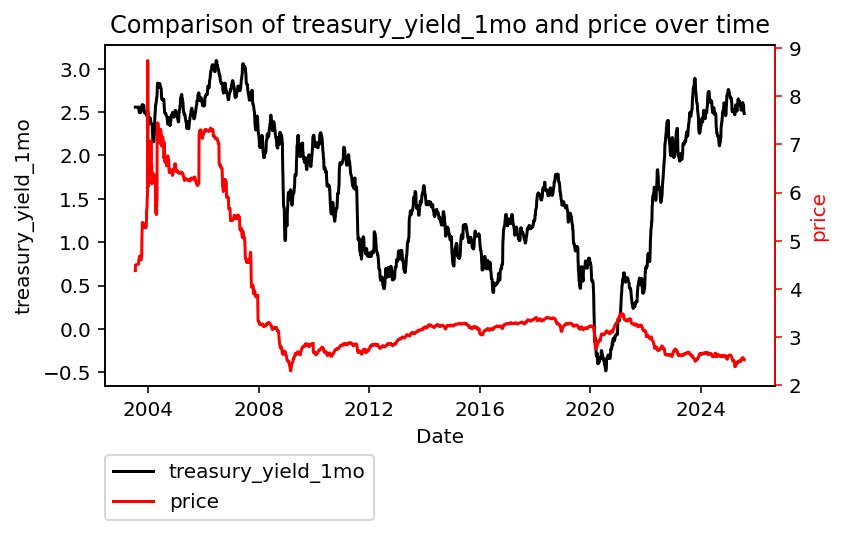 Comparison of treasury_yield_1mo and price over time
treasury_yield_1mo
3.0
2.5
2.0
1.5
1.0
0.5
0.0
−0.5
9
8
7
6
5
4
3
2
price
2004 2008 2012 2016 2020 2024
Date
treasury_yield_1mo
price